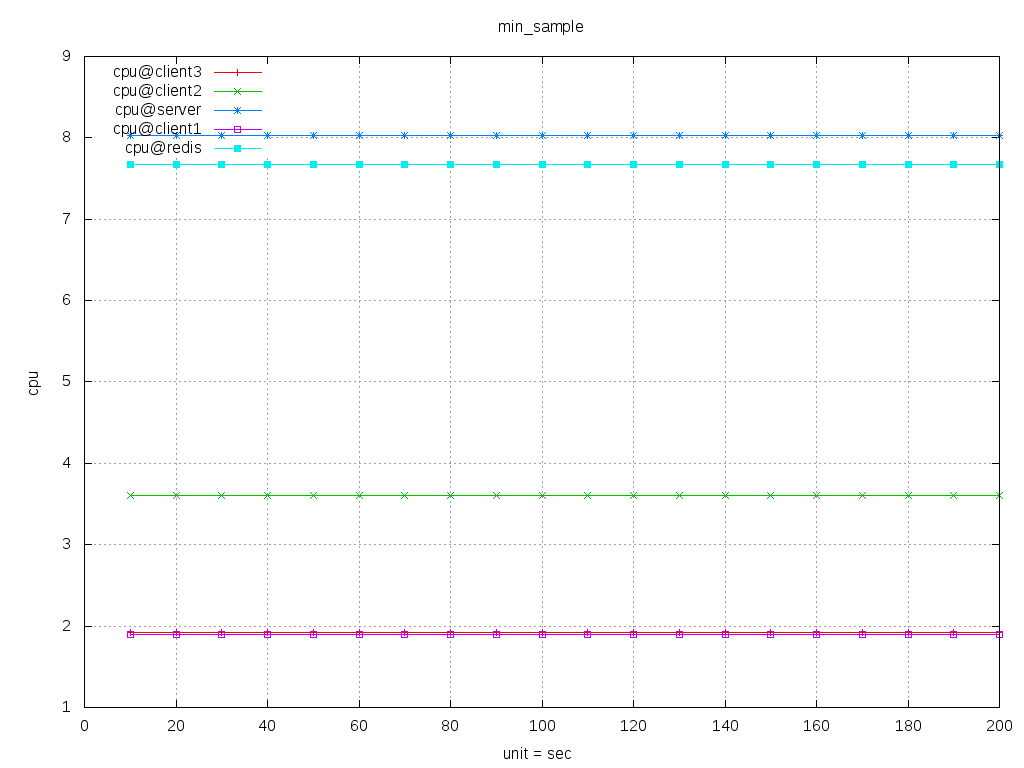 min_sample
cpu@client3
cpu@client2
cpu@server
cpu@client1
cpu@redis
9
8
7
6
5
4
3
2
1
cpu
0 20 40 60 80 100 120 140 160 180 200
unit = sec